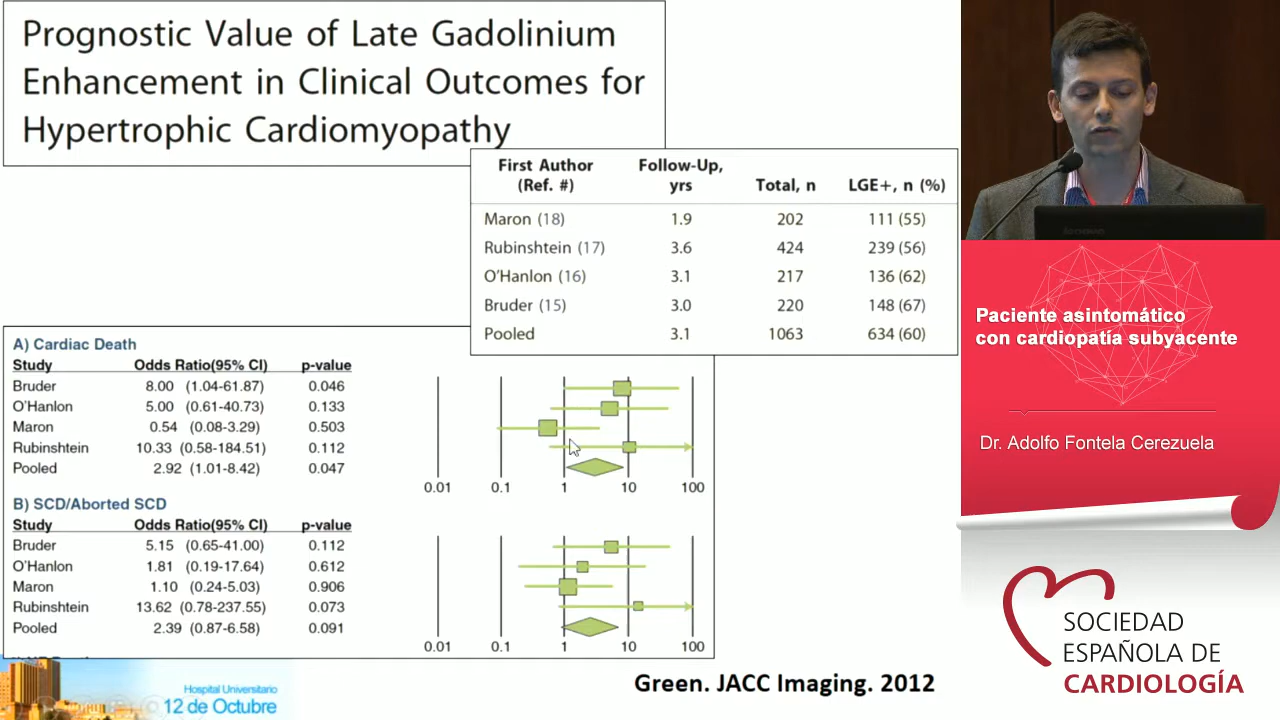 Prognostic Value of Late Gadolinium
Enhancement in Clinical Outcomes for
Hypertrophic Cardiomyopathy
First Author (Ref. #) Follow-Up, yrs Total, n LGE+, n (%)
Maron (18) 1.9 202 111 (55)
Rubinshtein (17) 3.6 424 239 (56)
O'Hanlon (16) 3.1 217 136 (62)
Bruder (15) 3.0 220 148 (67)
Pooled 3.1 1063 634 (60)
A) Cardiac Death
Study Odds Ratio(95% CI) p-value
Bruder 8.00 (1.04-61.87) 0.046
O'Hanlon 5.00 (0.61-40.73) 0.133
Maron 0.54 (0.08-3.29) 0.503
Rubinshtein 10.33 (0.58-184.51) 0.112
Pooled 2.92 (1.01-8.42) 0.047
0.01 0.1 1 10 100
B) SCD/Aborted SCD
Study Odds Ratio(95% CI) p-value
Bruder 5.15 (0.65-41.00) 0.112
O'Hanlon 1.81 (0.19-17.64) 0.612
Maron 1.10 (0.24-5.03) 0.906
Rubinshtein 13.62 (0.78-237.55) 0.073
Pooled 2.39 (0.87-6.58) 0.091
0.01 0.1 1 10 100
Hospital Universitario
12 de Octubre
Green. JACC Imaging. 2012
lenovo
Paciente asintomático
con cardiopatía subyacente
Dr. Adolfo Fontela Cerezuela
SOCIEDAD
ESPAÑOLA DE
CARDIOLOGÍA